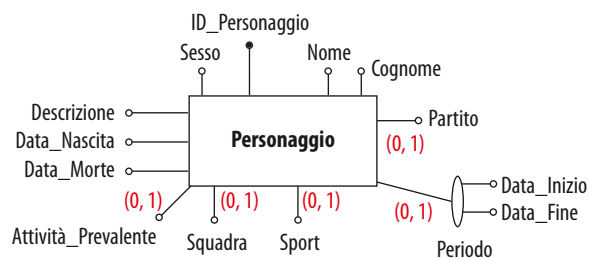 ID_Personaggio
Sesso
Nome
Cognome
Descrizione
Data_Nascita
Data_Morte
Personaggio
Partito
(0, 1)
(0, 1)
(0, 1)
(0, 1)
(0, 1)
Data_Inizio
Data_Fine
Attività_Prevalente
Squadra
Sport
Periodo